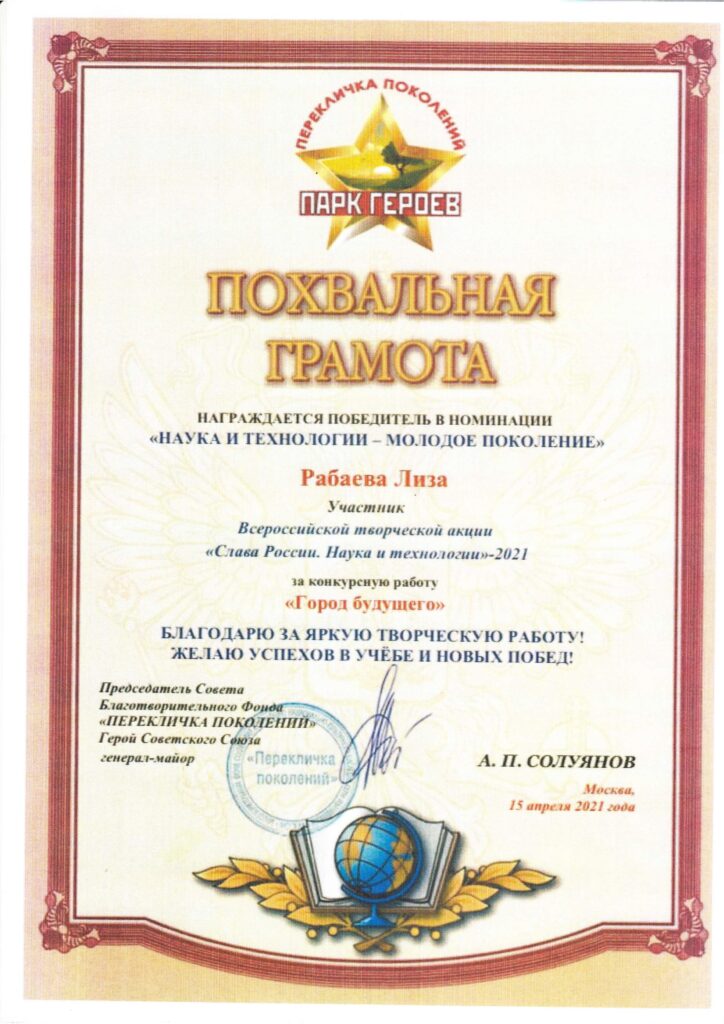 ПЕРЕКЛИЧКА ПОКОЛЕНИЙ
ПАРК ГЕРОЕВ
ПОХВАЛЬНАЯ
ГРАМОТА
НАГРАЖДАЕТСЯ ПОБЕДИТЕЛЬ В НОМИНАЦИИ
«НАУКА И ТЕХНОЛОГИИ – МОЛОДОЕ ПОКОЛЕНИЕ»
Рабаева Лиза
Участник
Всероссийской творческой акции
«Слава России. Наука и технологии»-2021
за конкурсную работу
«Город будущего»
БЛАГОДАРЮ ЗА ЯРКУЮ ТВОРЧЕСКУЮ РАБОТУ!
ЖЕЛАЮ УСПЕХОВ В УЧЁБЕ И НОВЫХ ПОБЕД!
Председатель Совета
Благотворительного Фонда
«ПЕРЕКЛИЧКА ПОКОЛЕНИЙ»
Герой Советского Союза
генерал-майор
«Перекличка
поколений»
А. П. СОЛУЯНОВ
Москва,
15 апреля 2021 года